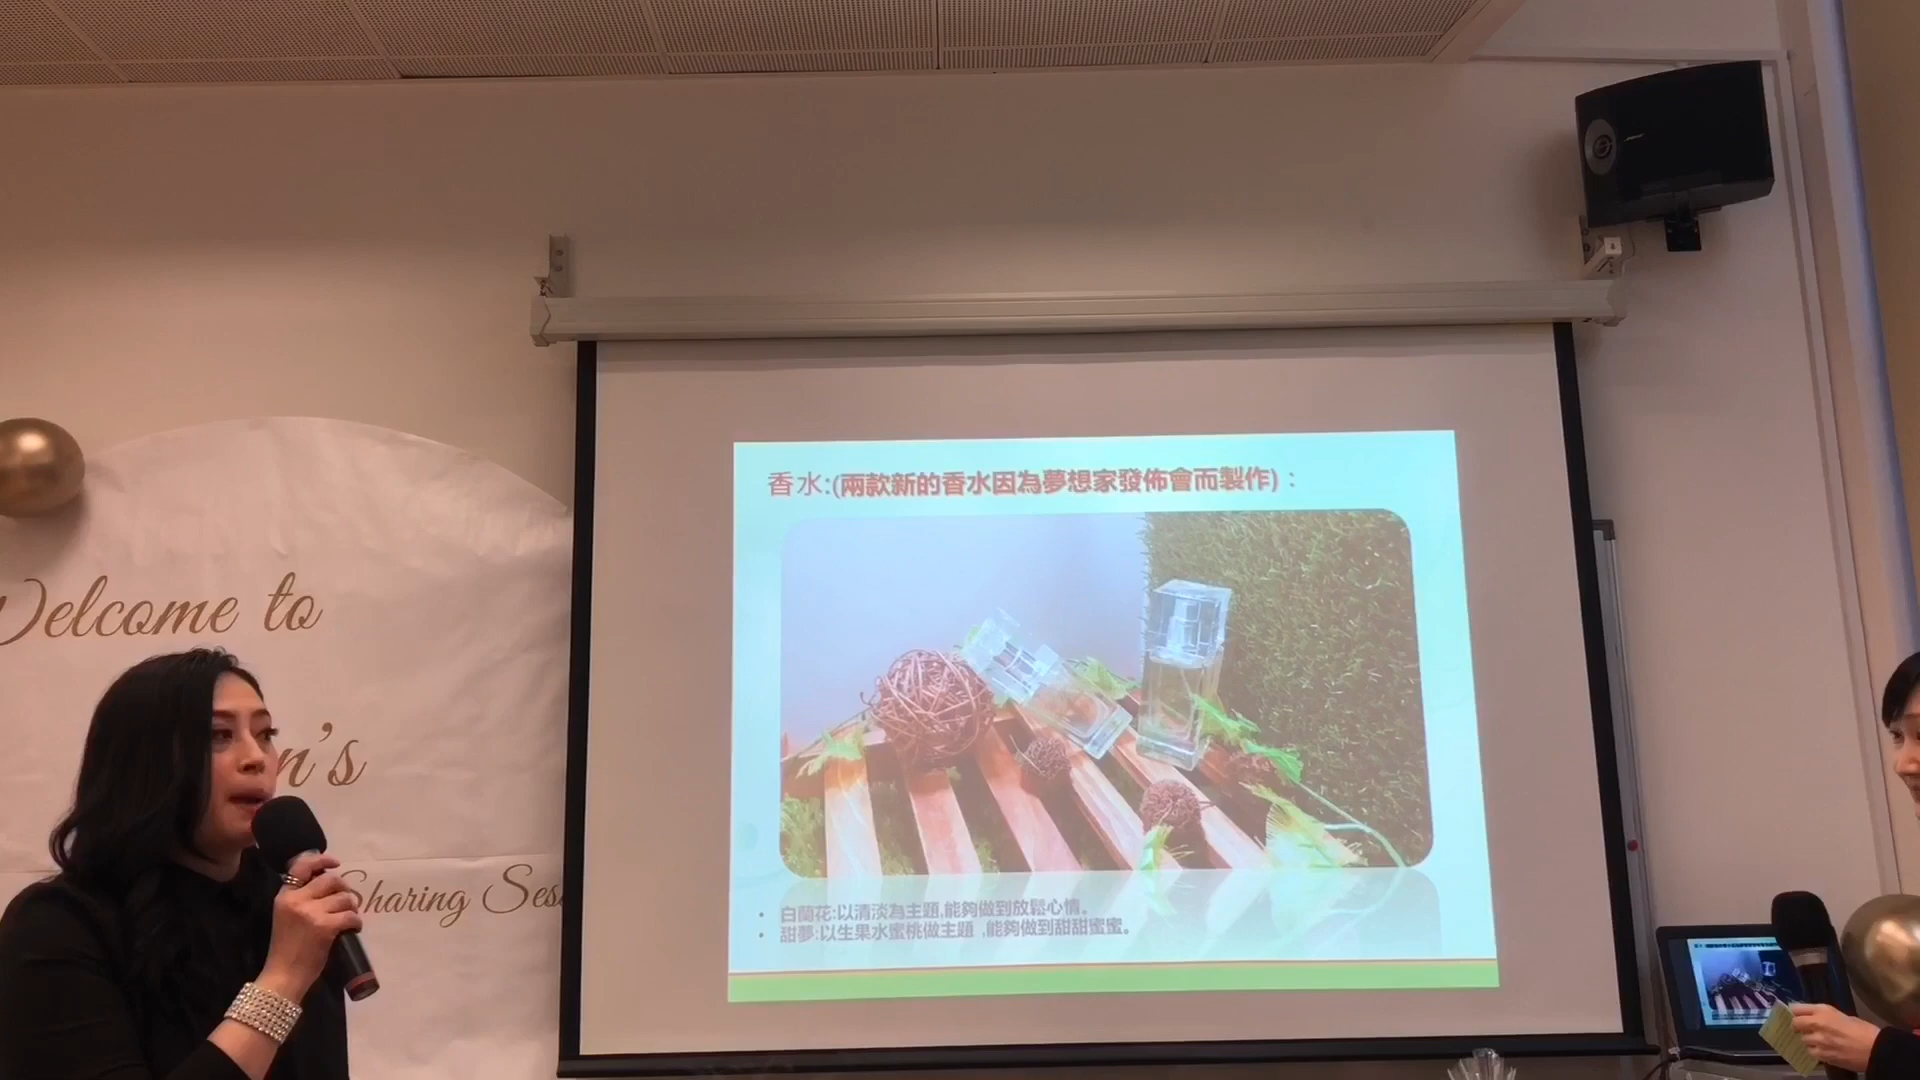 Welcome to
n's
Sharing Ses
香水:(兩款新的香水因為夢想家發佈會而製作)：
• 白蘭花:以清淡為主題,能夠做到放鬆心情。
• 甜夢:以生果水蜜桃做主題 ,能夠做到甜甜蜜蜜。